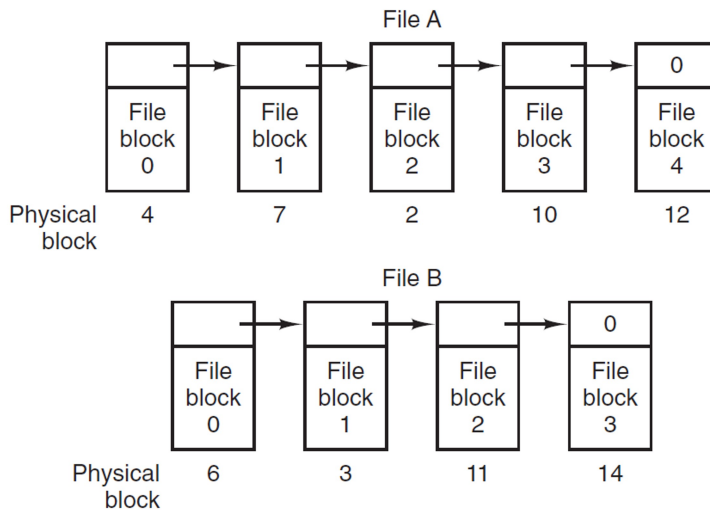 File A
0
File block 0
File block 1
File block 2
File block 3
File block 4
Physical block
4 7 2 10 12
File B
0
File block 0
File block 1
File block 2
File block 3
Physical block
6 3 11 14